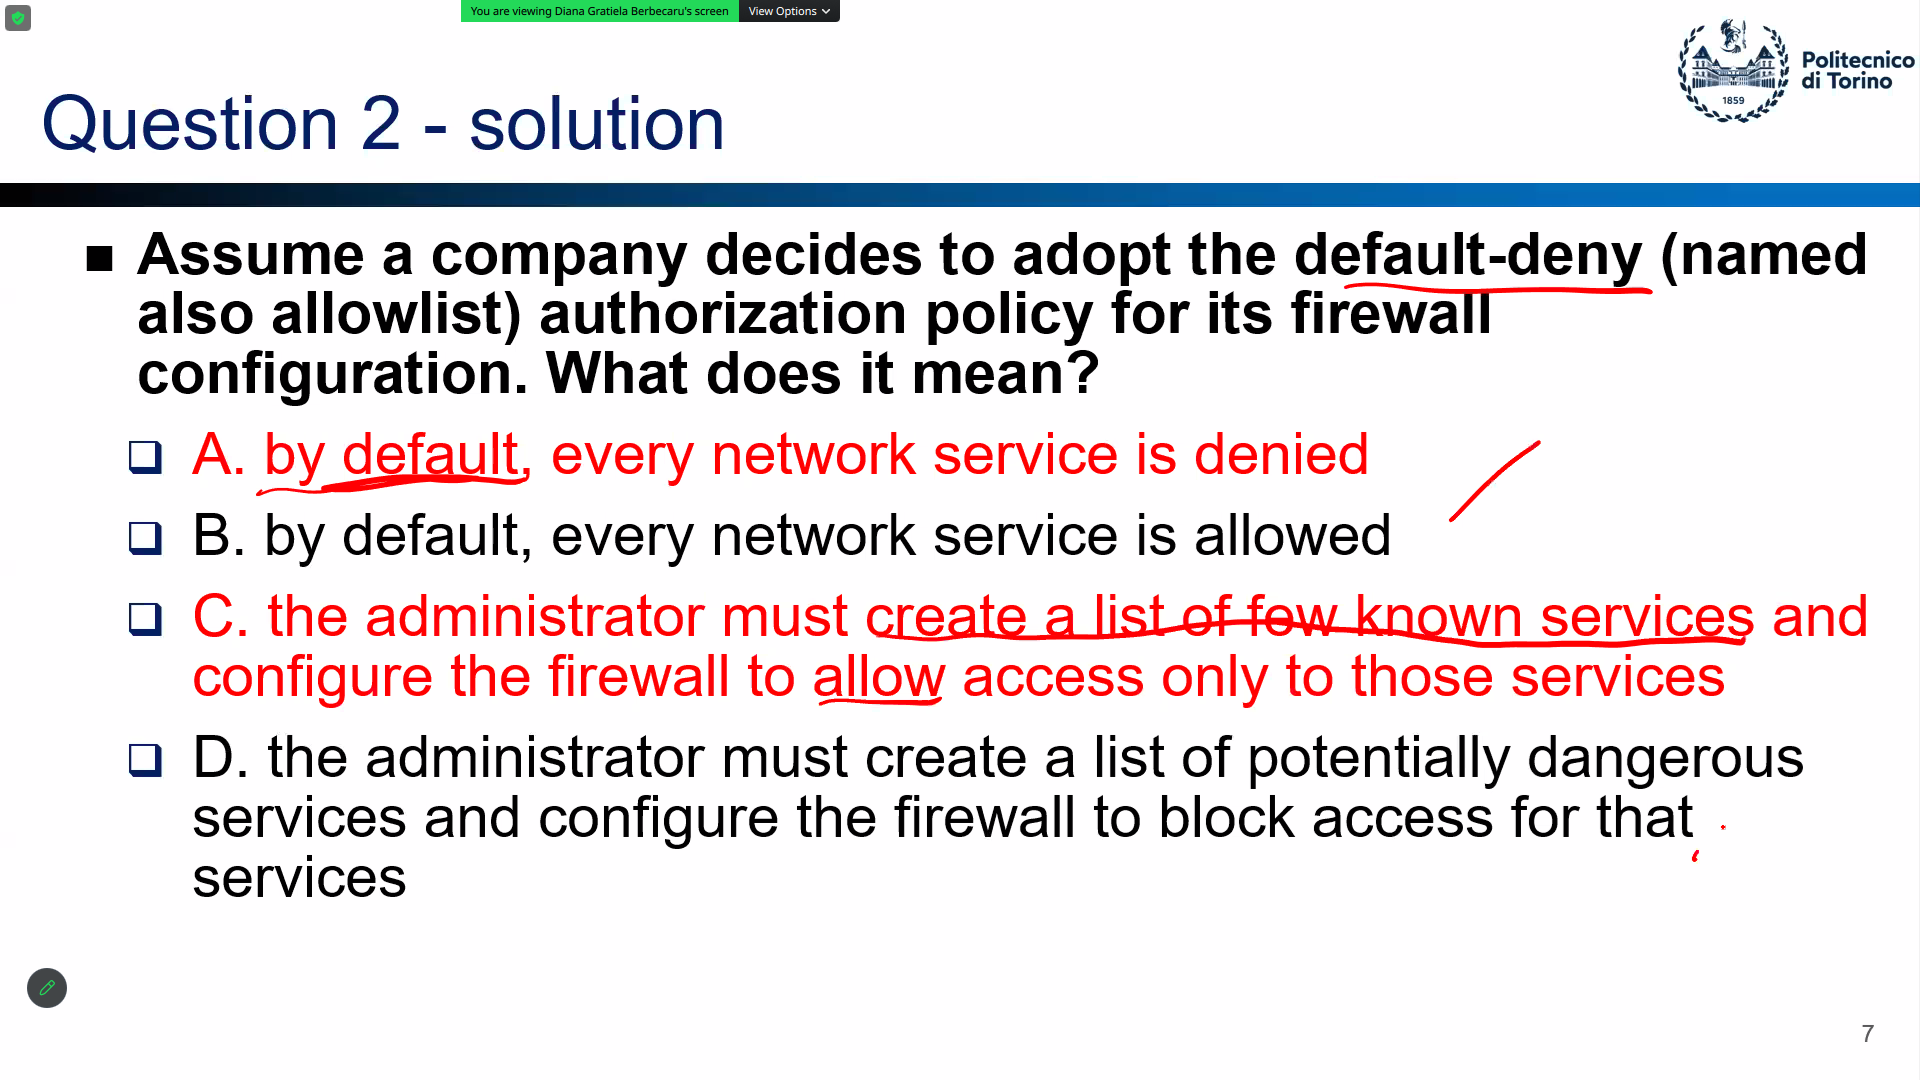 You are viewing Diana Gratiela Berbecaru's screen View Options
Politecnico
di Torino
1859
Question 2 - solution
Assume a company decides to adopt the default-deny (named
also allowlist) authorization policy for its firewall
configuration. What does it mean?
A. by default, every network service is denied
B. by default, every network service is allowed
C. the administrator must create a list of few known services and
configure the firewall to allow access only to those services
D. the administrator must create a list of potentially dangerous
services and configure the firewall to block access for that
services
7